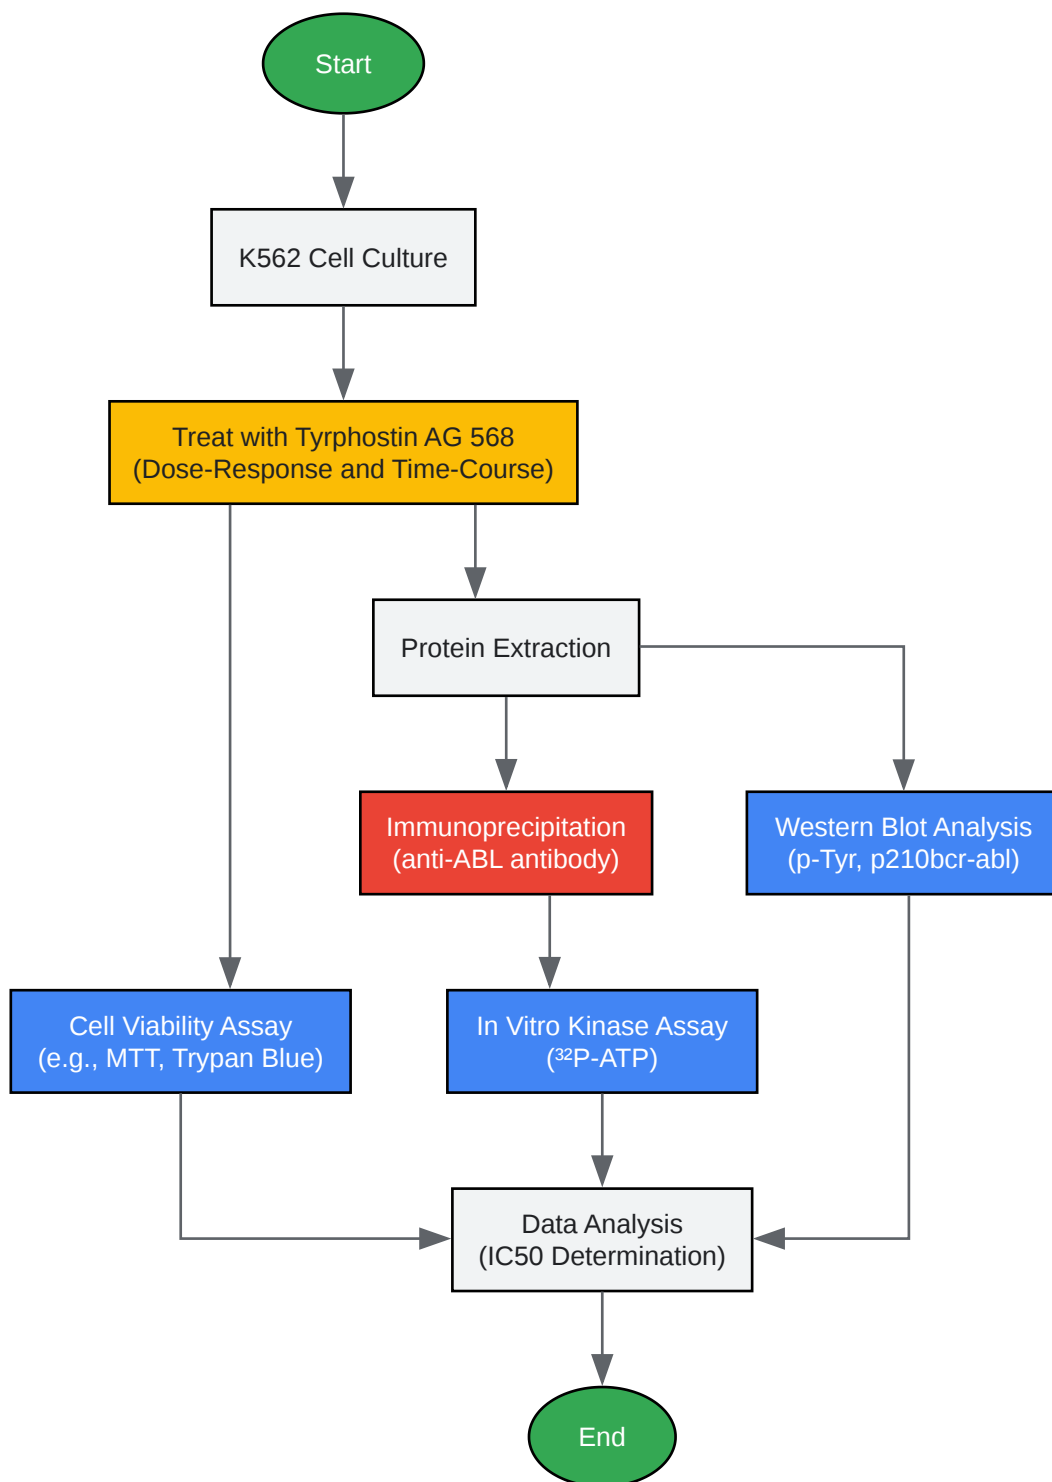 Start
K562 Cell Culture
Treat with Tyrphostin AG 568
(Dose-Response and Time-Course)
Protein Extraction
Immunoprecipitation
(anti-ABL antibody)
Western Blot Analysis
(p-Tyr, p210bcr-abl)
Cell Viability Assay
(e.g., MTT, Trypan Blue)
In Vitro Kinase Assay
(³²P-ATP)
Data Analysis
(IC50 Determination)
End